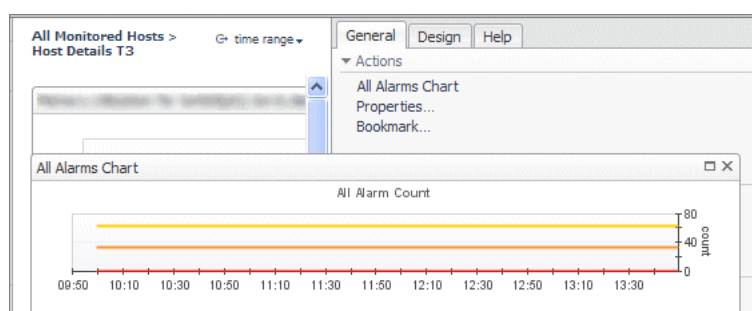 All Monitored Hosts >
Host Details T3
time range
General
Design
Help
Actions
All Alarms Chart
Properties...
Bookmark...
All Alarms Chart
All Alarm Count
80
40
0
count
09:50 10:10 10:30 10:50 11:10 11:30 11:50 12:10 12:30 12:50 13:10 13:30